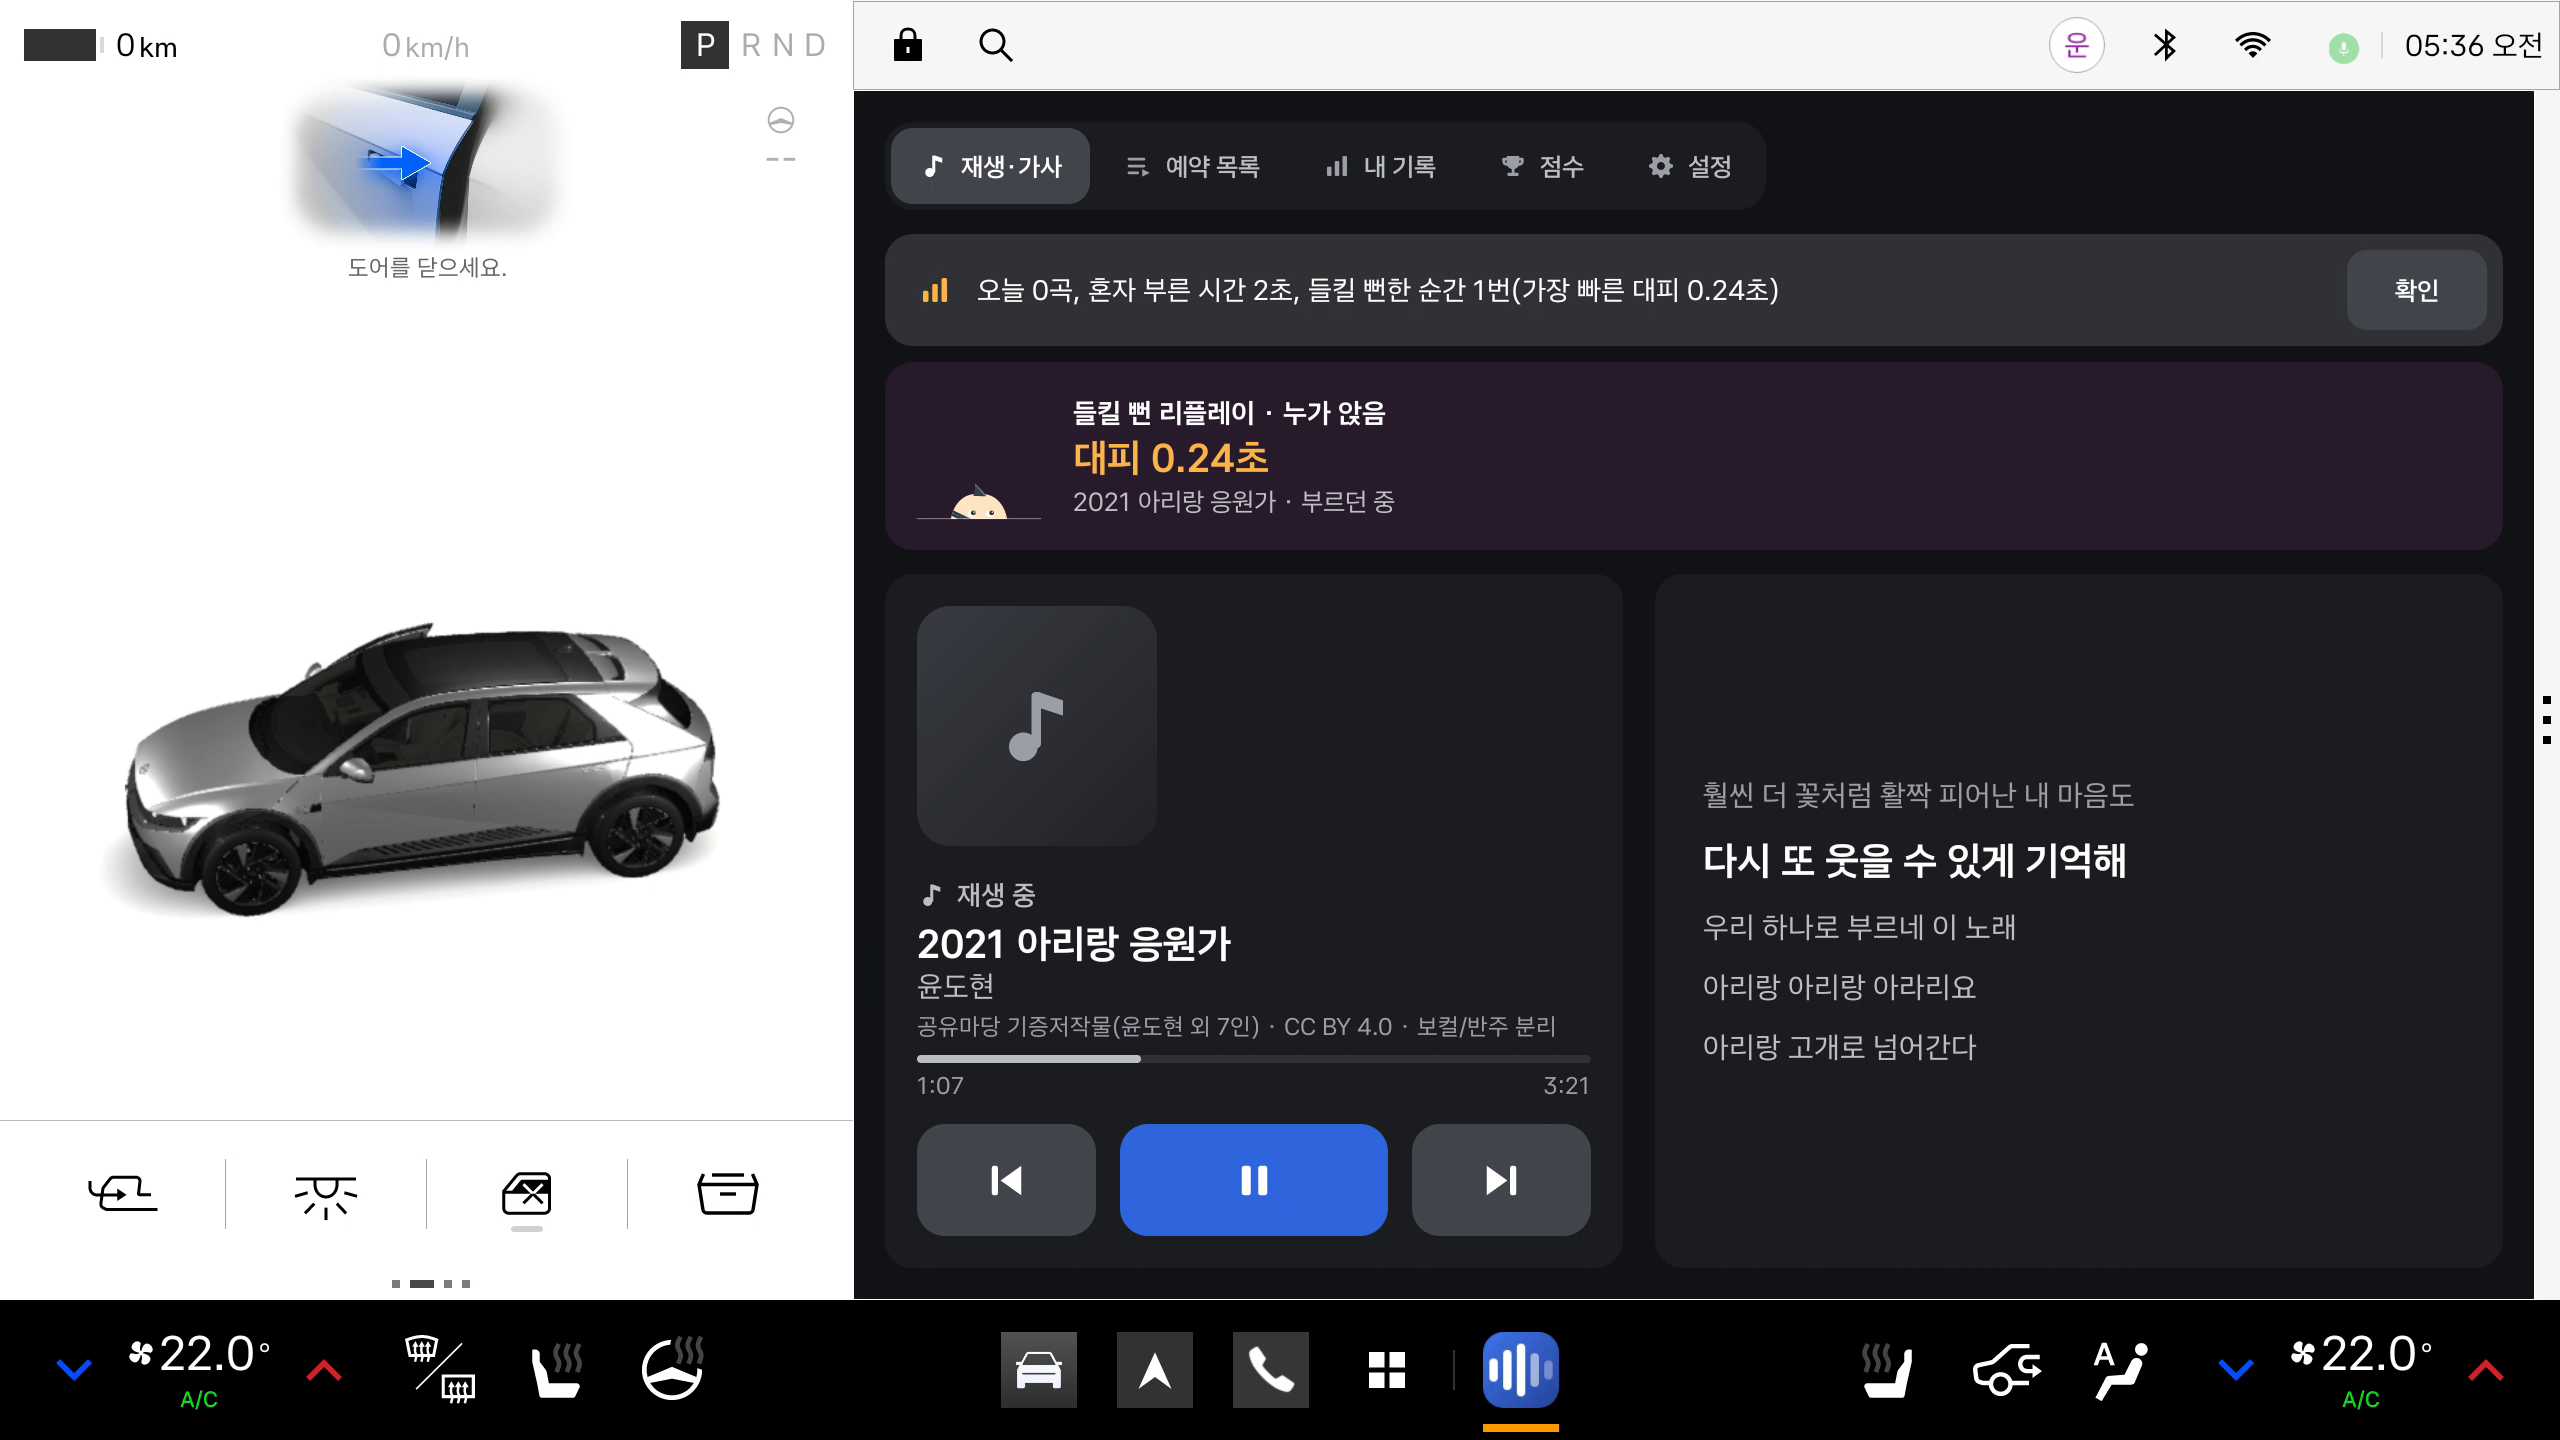 0 km
0 km/h
P R N D
운
05:36 오전
도어를 닫으세요.
재생·가사
예약 목록
내 기록
점수
설정
오늘 0곡, 혼자 부른 시간 2초, 들킬 뻔한 순간 1번(가장 빠른 대피 0.24초)
확인
들킬 뻔 리플레이 · 누가 앉음
대피 0.24초
2021 아리랑 응원가 · 부르던 중
재생 중
2021 아리랑 응원가
윤도현
공유마당 기증저작물(윤도현 외 7인) · CC BY 4.0 · 보컬/반주 분리
1:07
3:21
훨씬 더 꽃처럼 활짝 피어난 내 마음도
다시 또 웃을 수 있게 기억해
우리 하나로 부르네 이 노래
아리랑 아리랑 아라리요
아리랑 고개로 넘어간다
22.0°
A/C
A
22.0°
A/C